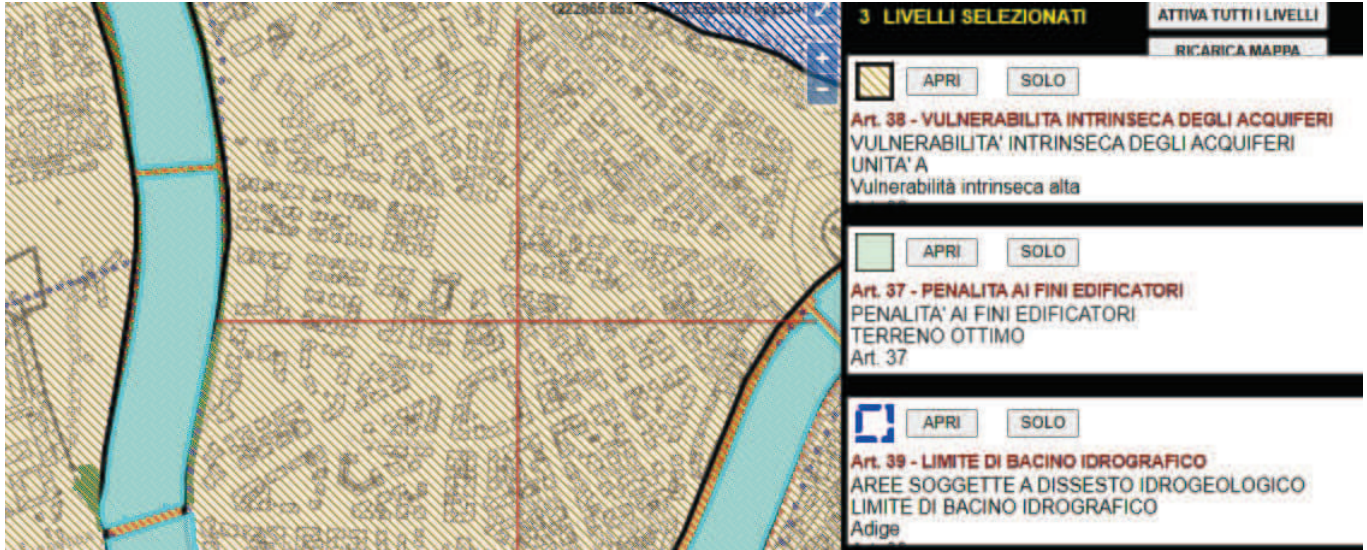 3 LIVELLI SELEZIONATI
ATTIVA TUTTI I LIVELLI
RICARICA MAPPA
+
APRI
SOLO
Art. 38 - VULNERABILITA INTRINSECA DEGLI ACQUIFERI
VULNERABILITA' INTRINSECA DEGLI ACQUIFERI
UNITA' A
Vulnerabilità intrinseca alta
APRI
SOLO
Art. 37 - PENALITA AI FINI EDIFICATORI
PENALITA' AI FINI EDIFICATORI
TERRENO OTTIMO
Art. 37
APRI
SOLO
Art. 39 - LIMITE DI BACINO IDROGRAFICO
AREE SOGGETTE A DISSESTO IDROGEOLOGICO
LIMITE DI BACINO IDROGRAFICO
Adige